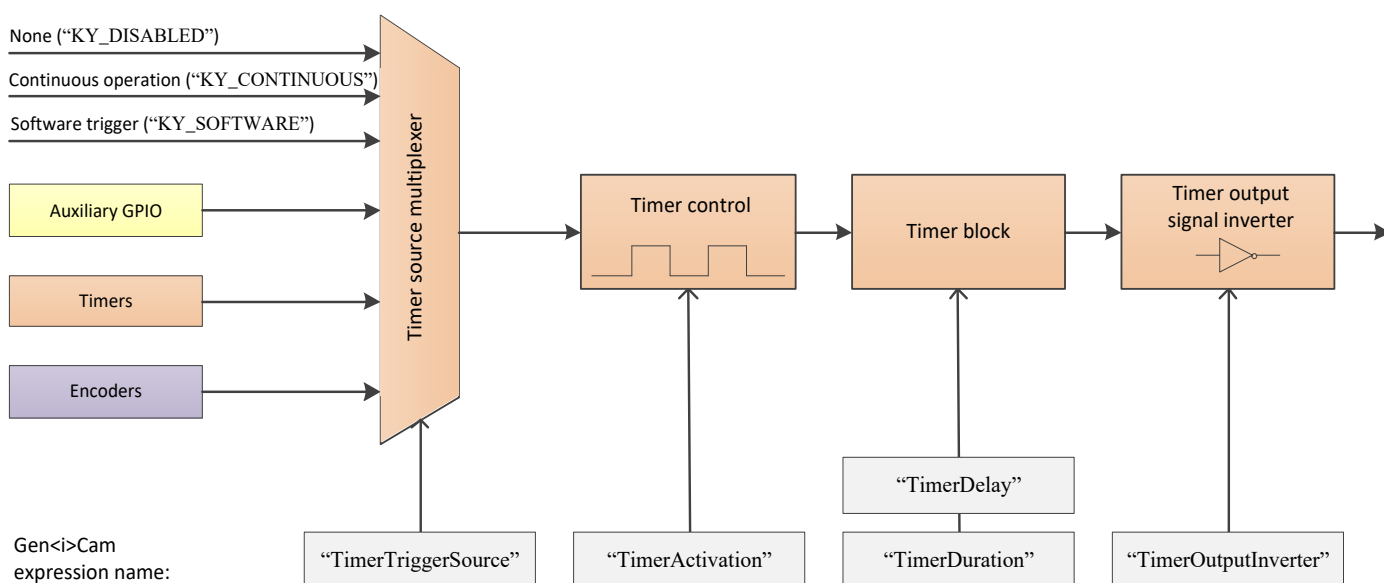 None (“KY_DISABLED”)
Continuous operation (“KY_CONTINUOUS”)
Software trigger (“KY_SOFTWARE”)
Auxiliary GPIO
Timers
Encoders
Timer source multiplexer
Timer control
Timer block
Timer output
signal inverter
“TimerDelay”
Gen<i>Cam
expression name:
“TimerTriggerSource”
“TimerActivation”
“TimerDuration”
“TimerOutputInverter”